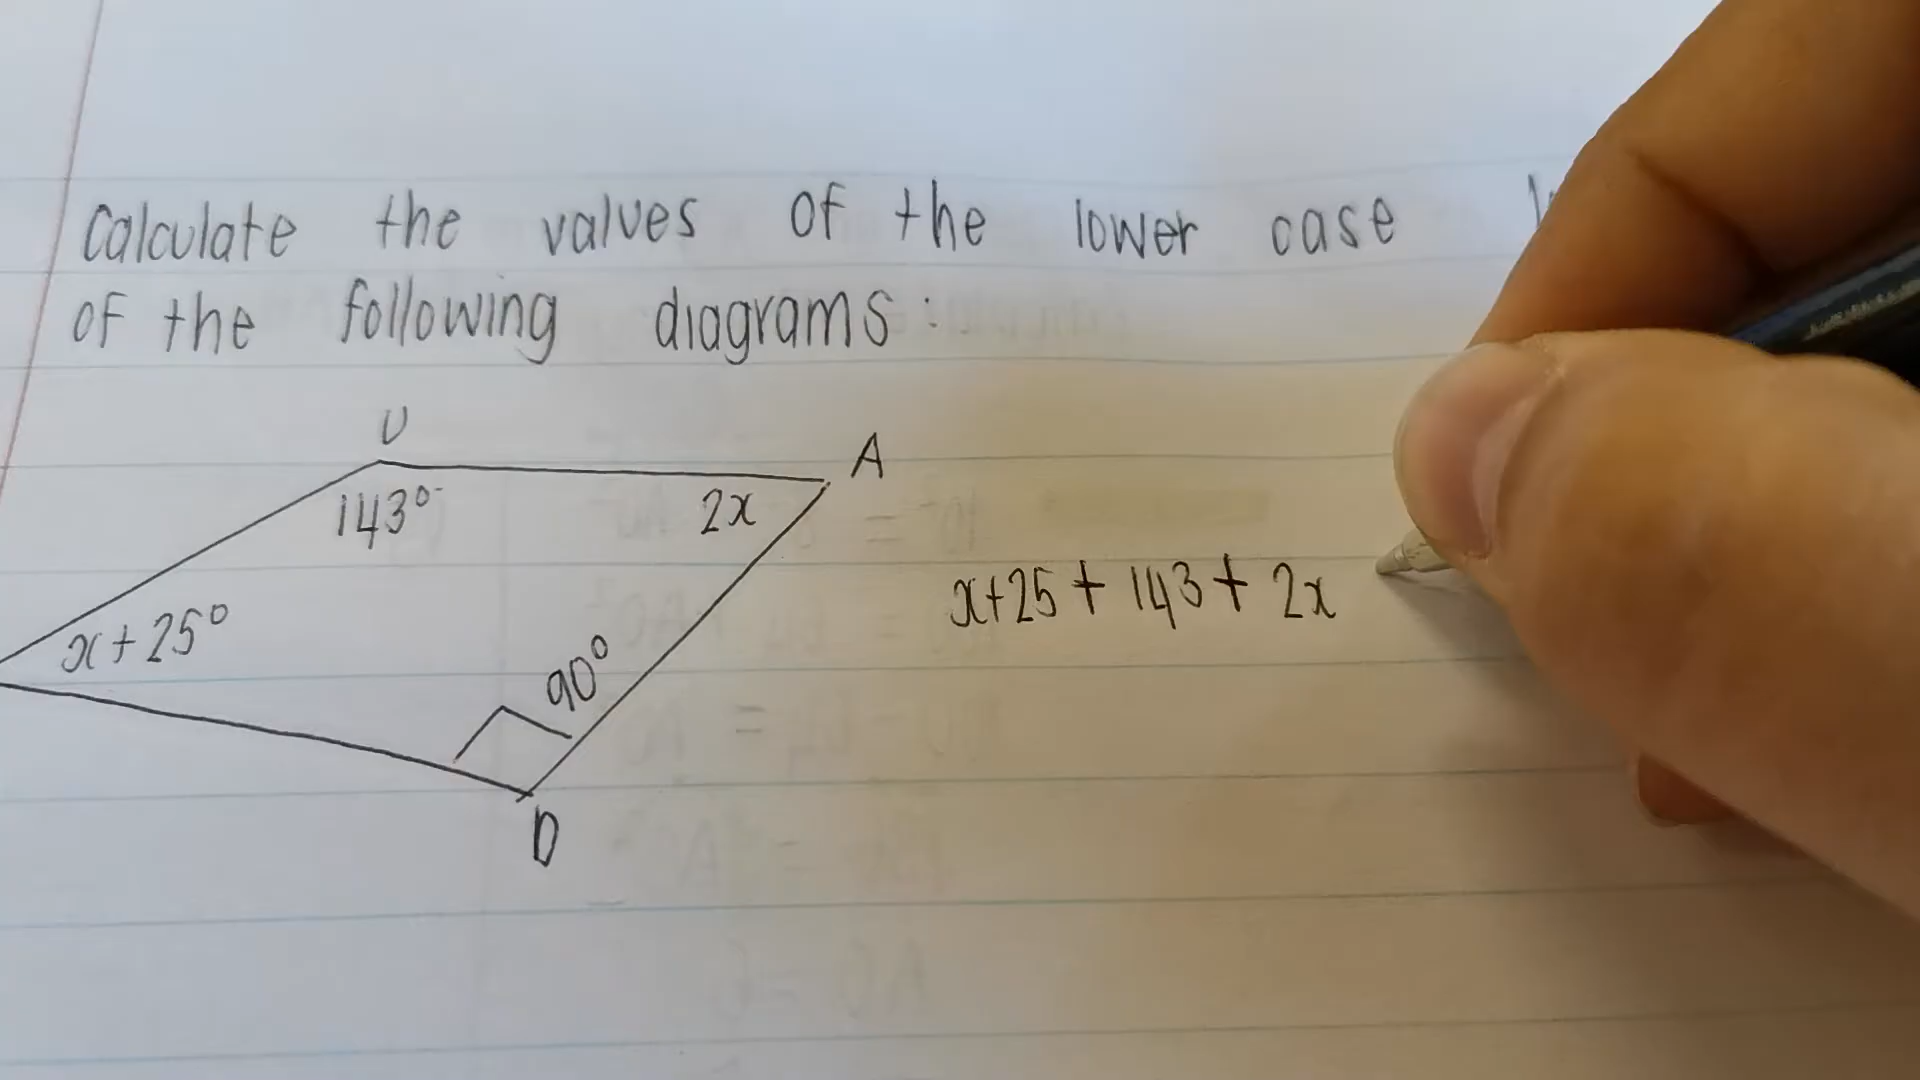 Calculate the values of the lower case
of the following diagrams:
U
A
143°
2x
x+25+143+2x
x+25°
90°
D